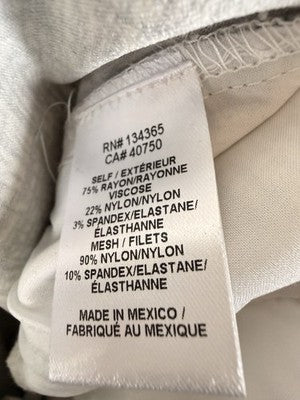 RN# 134365
CA# 40750
SELF / EXTÉRIEUR
75% RAYON/RAYONNE
VISCOSE
22% NYLON/NYLON
3% SPANDEX/ELASTANE/
ÉLASTHANNE
MESH / FILETS
90% NYLON/NYLON
10% SPANDEX/ELASTANE/
ÉLASTHANNE
MADE IN MEXICO /
FABRIQUÉ AU MEXIQUE